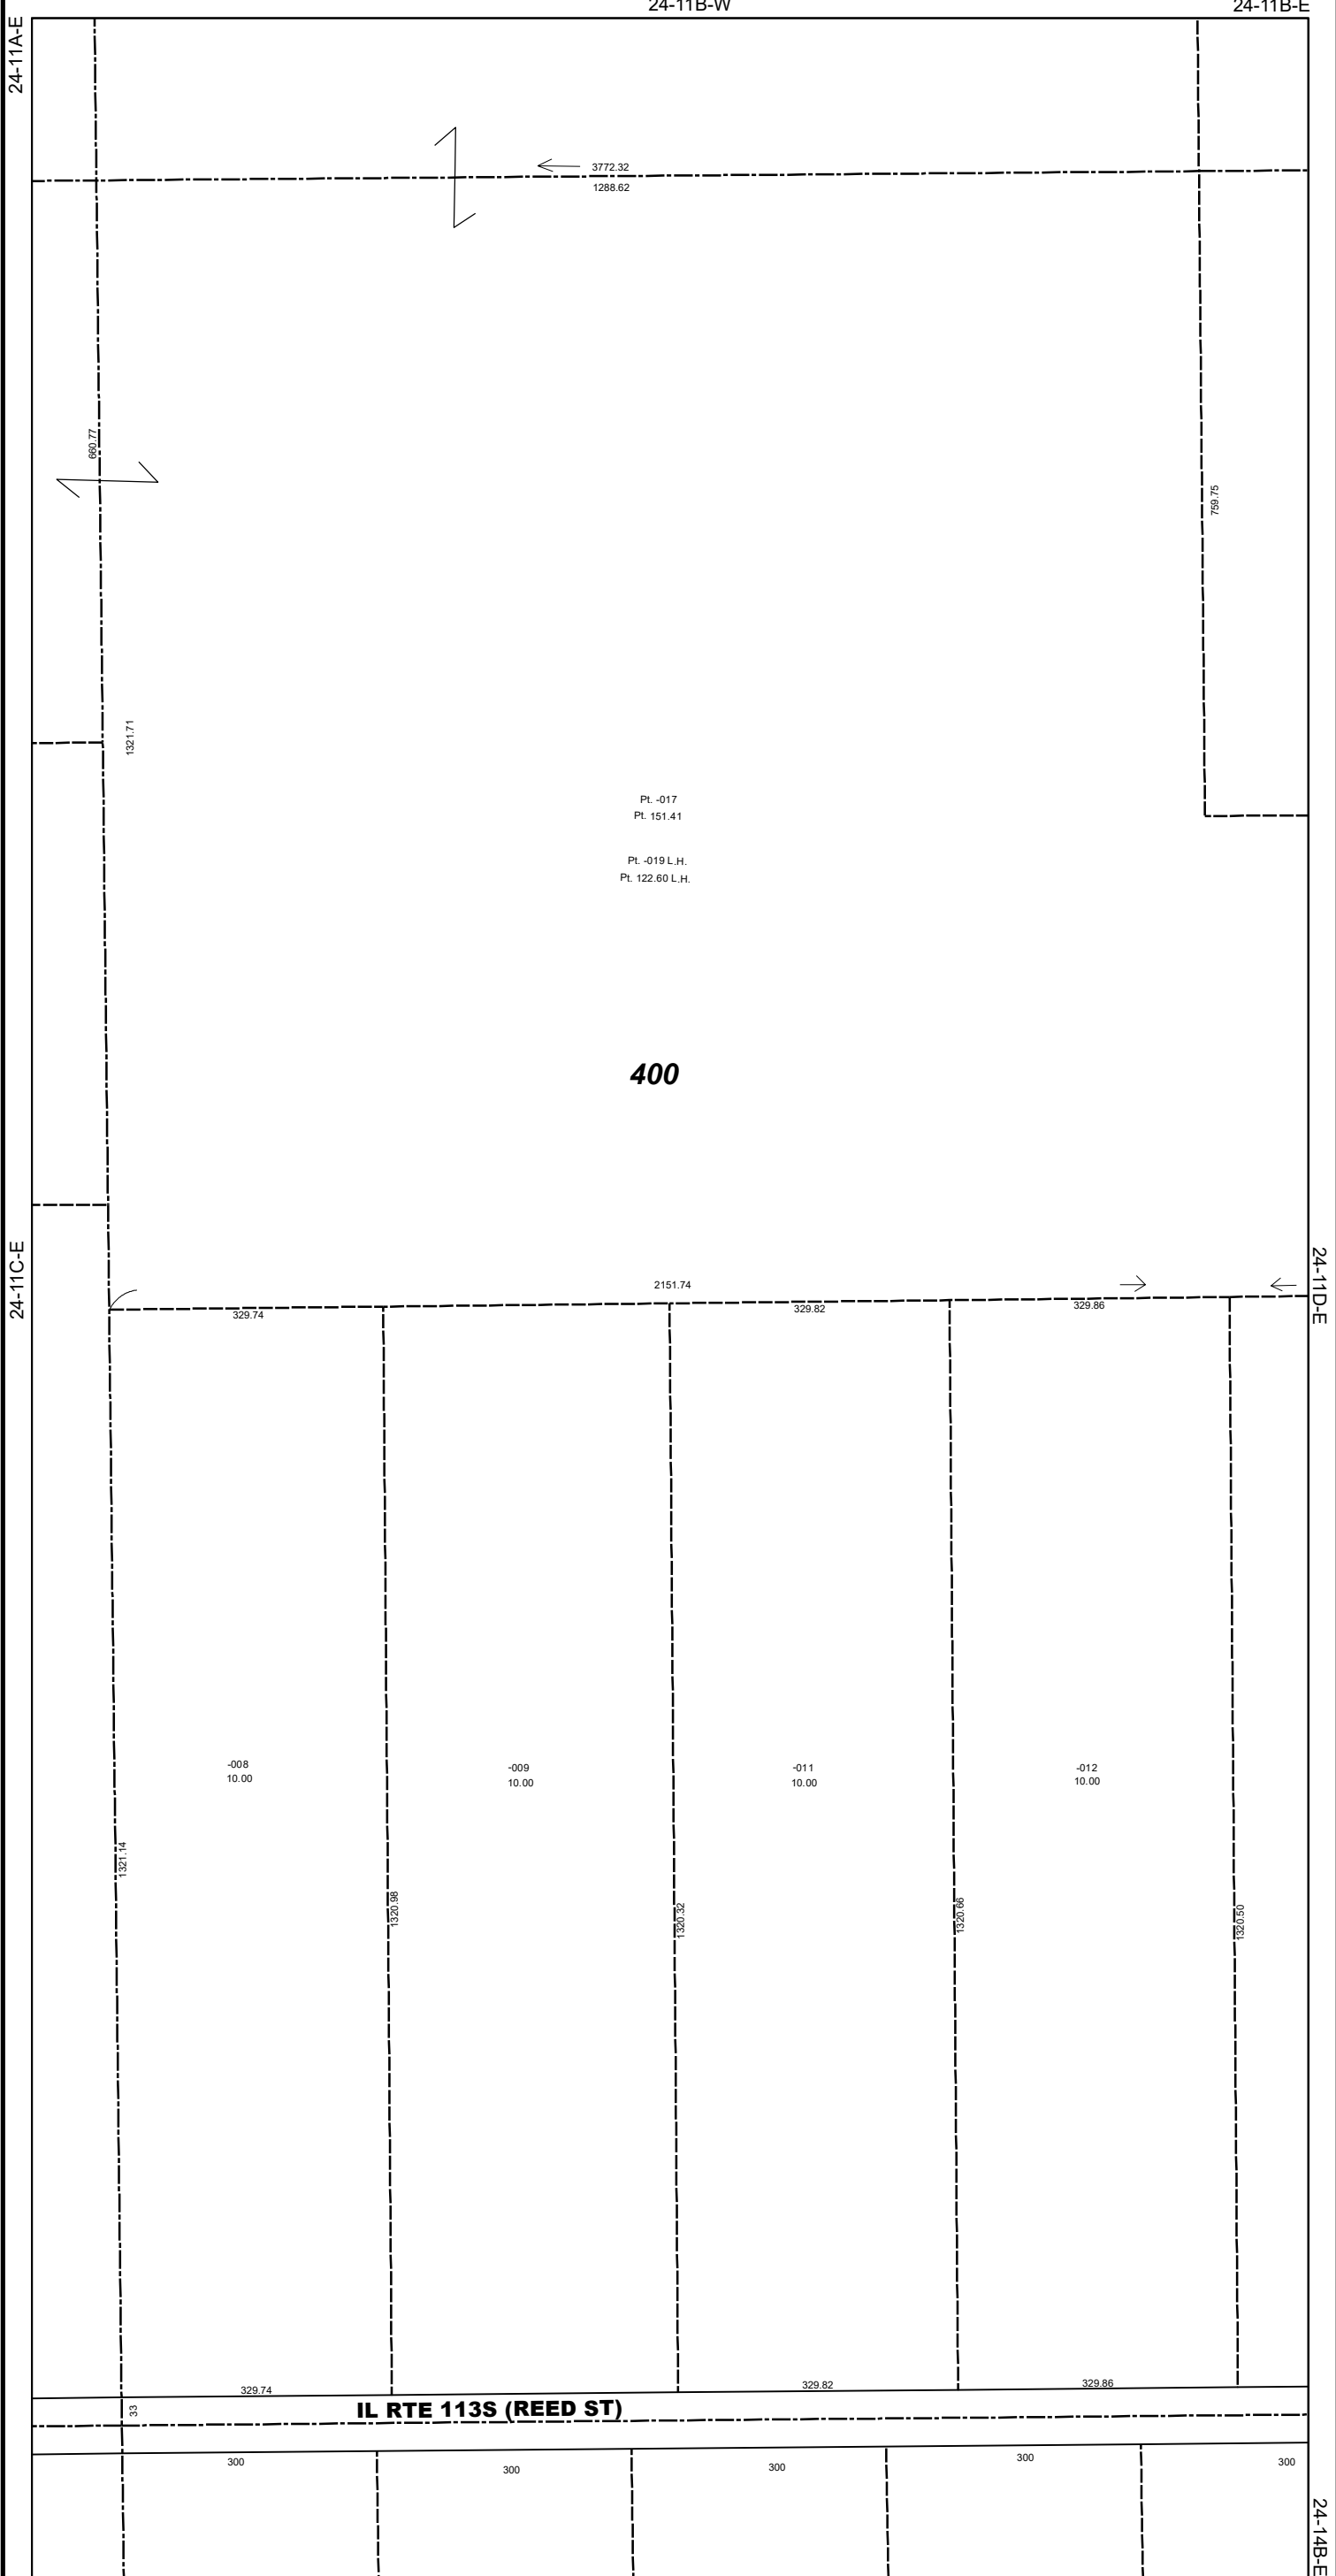 24-11B-W
24-11B-E
24-11A-E
3772.32
1288.62
660.77
759.75
1321.71
Pt. -017
Pt. 151.41
Pt. -019 L.H.
Pt. 122.60 L.H.
400
24-11C-E
24-11D-E
2151.74
329.74
329.82
329.86
-008
10.00
-009
10.00
-011
10.00
-012
10.00
1321.14
1320.98
1320.32
1320.66
1320.50
329.74
329.82
329.86
33
IL RTE 113S (REED ST)
300
300
300
300
300
24-14B-E